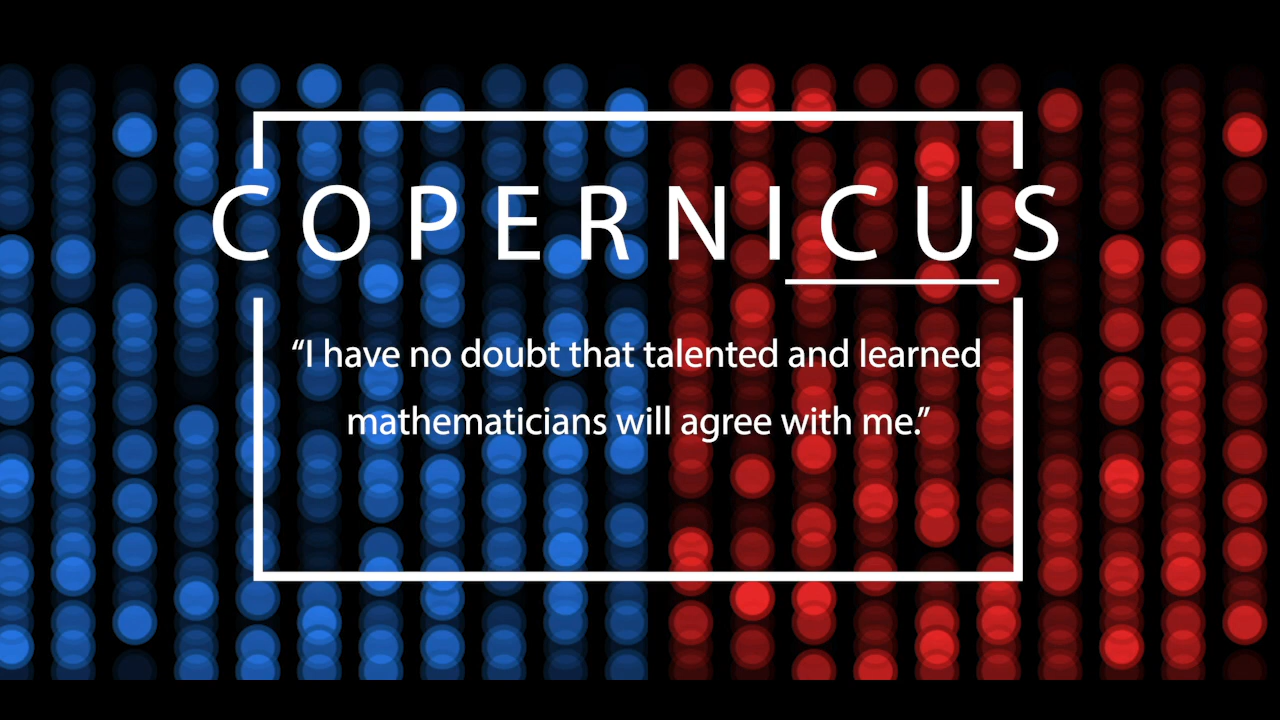 COPERNICUS
“I have no doubt that talented and learned
mathematicians will agree with me.”